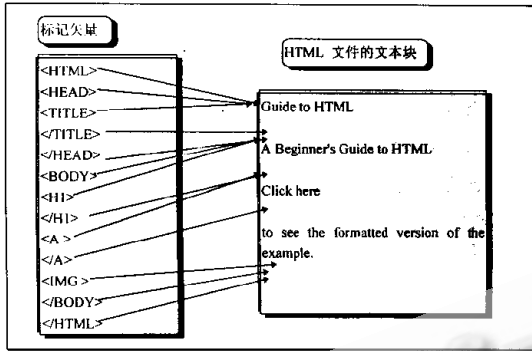 标记矢量
<HTML>
<HEAD>
<TITLE>
</TITLE>
</HEAD>
<BODY>
<H1>
</H1>
<A >
</A>
<IMG >
</BODY>
</HTML>
HTML 文件的文本块
Guide to HTML
A Beginner's Guide to HTML
Click here
to see the formatted version of the
example.